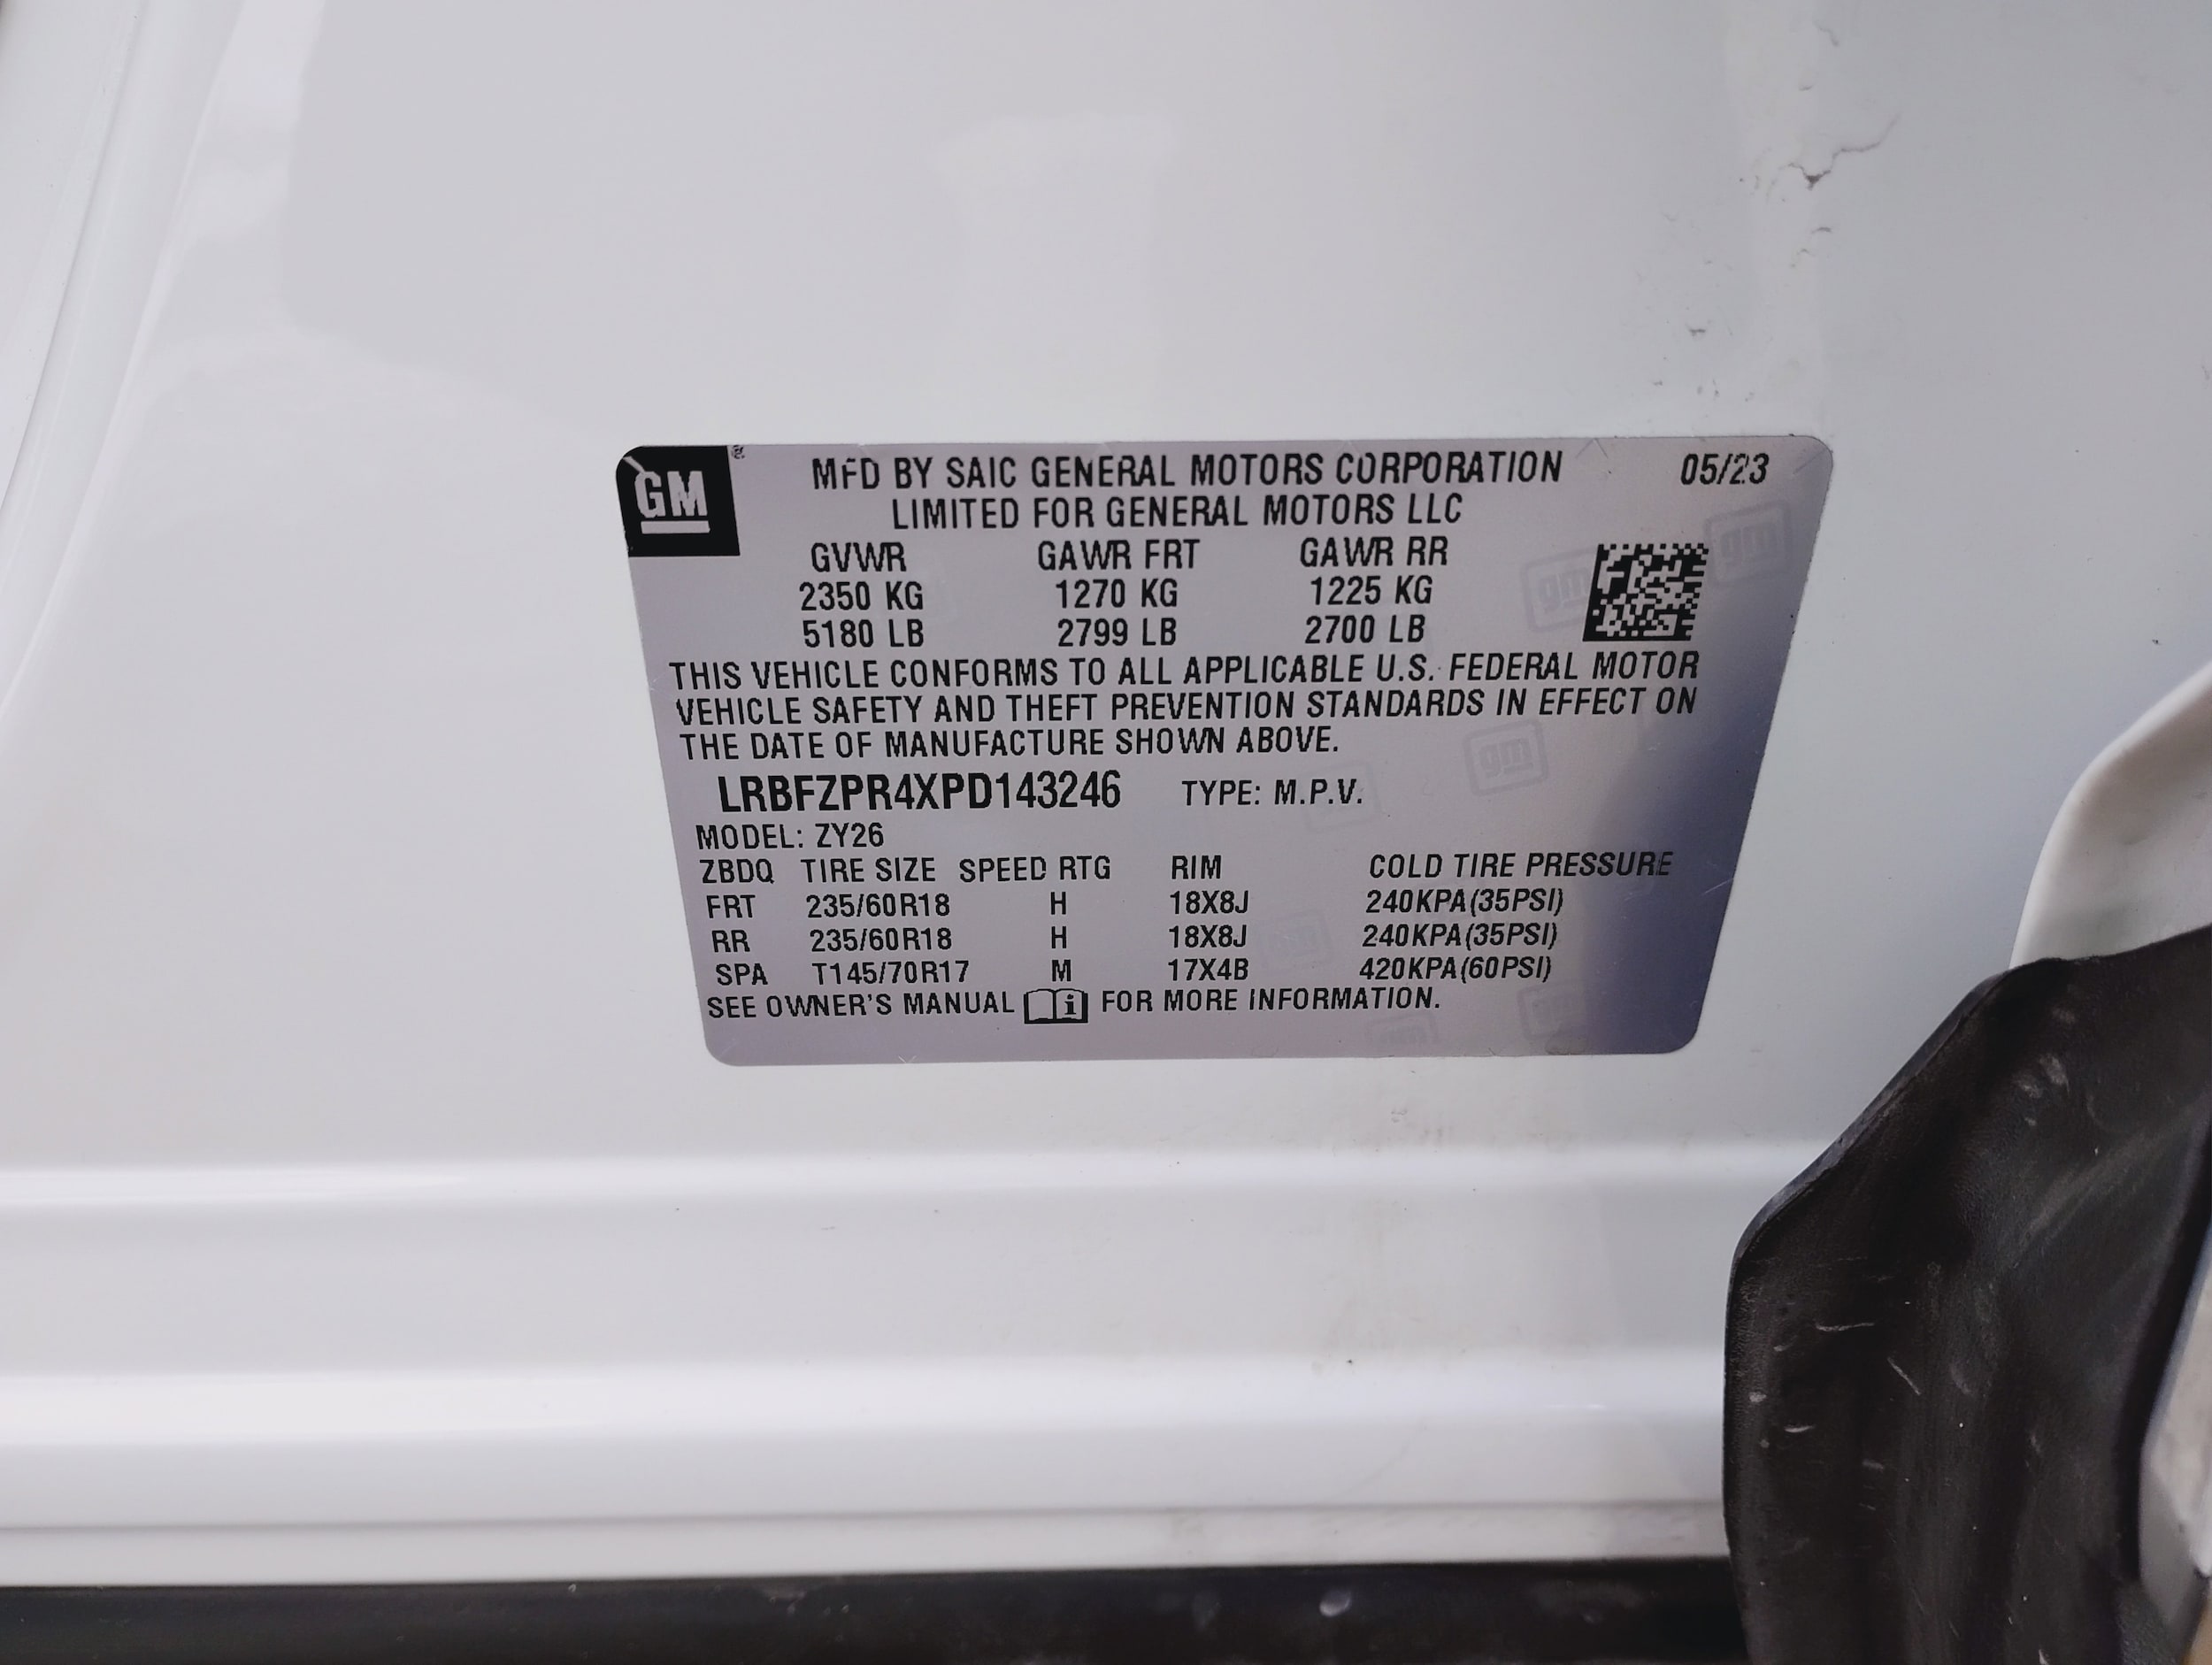 GM ®
MFD BY SAIC GENERAL MOTORS CORPORATION 05/23
LIMITED FOR GENERAL MOTORS LLC
GVWR GAWR FRT GAWR RR
2350 KG 1270 KG 1225 KG
5180 LB 2799 LB 2700 LB
THIS VEHICLE CONFORMS TO ALL APPLICABLE U.S. FEDERAL MOTOR
VEHICLE SAFETY AND THEFT PREVENTION STANDARDS IN EFFECT ON
THE DATE OF MANUFACTURE SHOWN ABOVE.
LRBFZPR4XPD143246 TYPE: M.P.V.
MODEL: ZY26
ZBDQ TIRE SIZE SPEED RTG RIM COLD TIRE PRESSURE
FRT 235/60R18 H 18X8J 240KPA(35PSI)
RR 235/60R18 H 18X8J 240KPA(35PSI)
SPA T145/70R17 M 17X4B 420KPA(60PSI)
SEE OWNER'S MANUAL i FOR MORE INFORMATION.